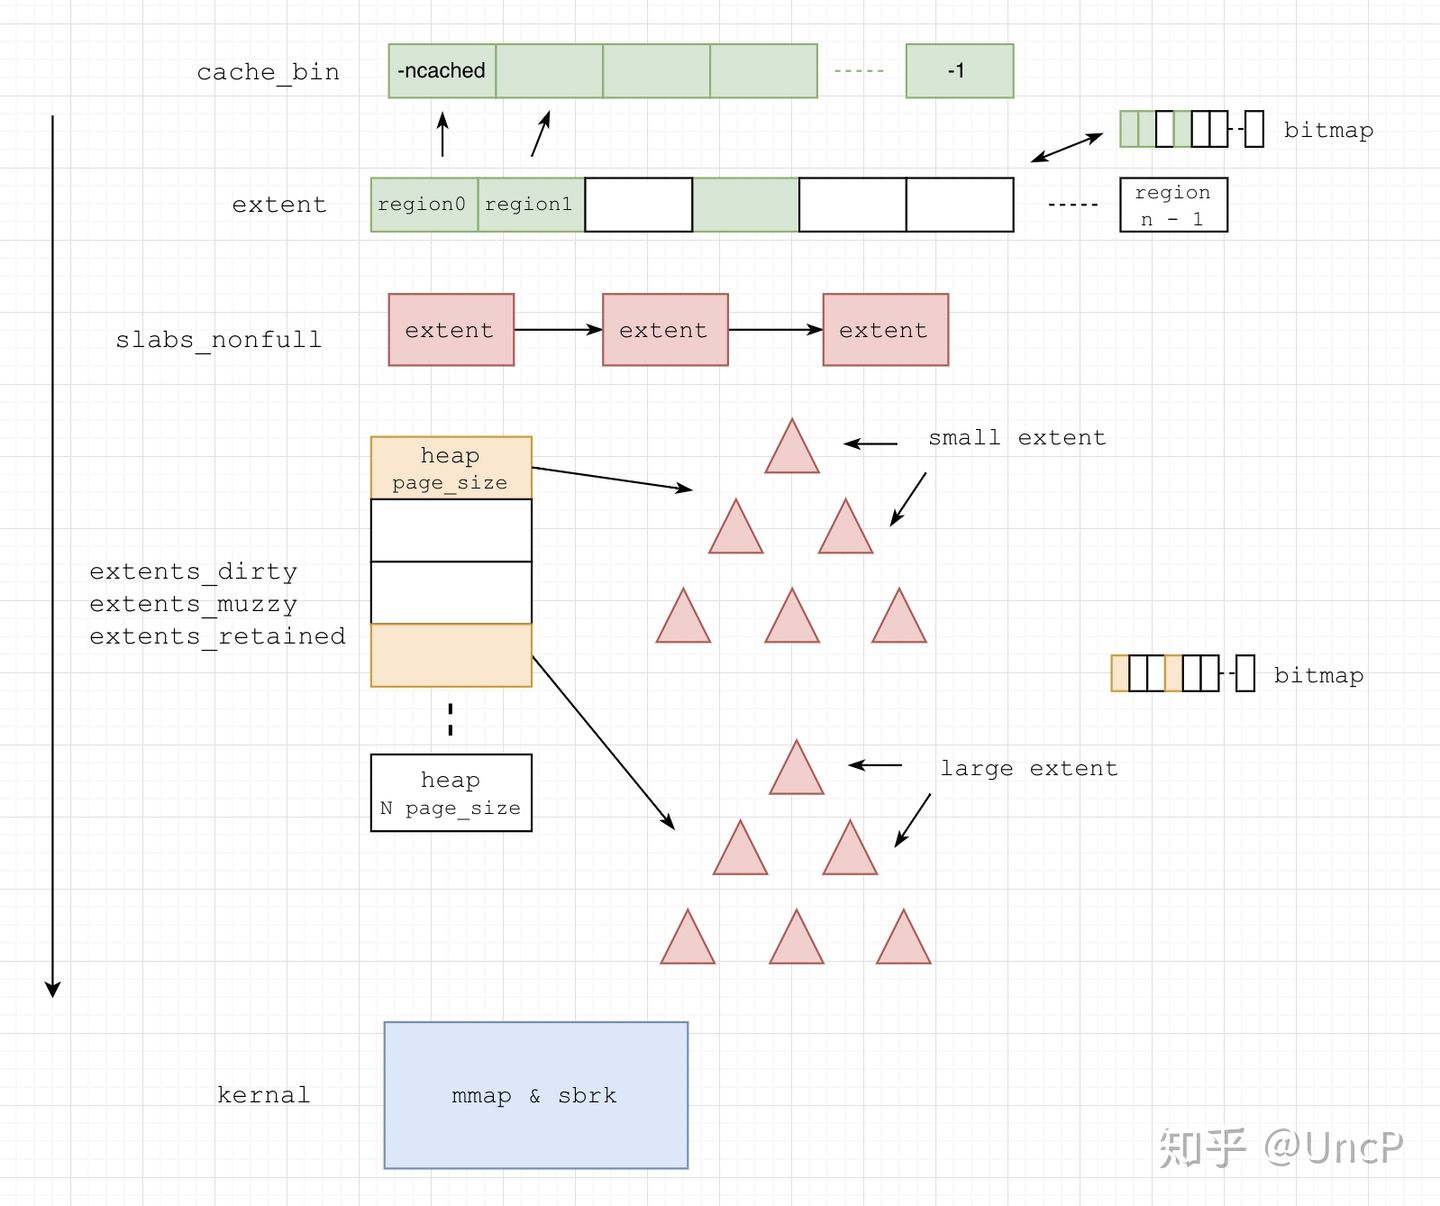 cache_bin
-ncached
-1
bitmap
extent
region0
region1
region
n - 1
slabs_nonfull
extent
extent
extent
small extent
heap
page_size
extents_dirty
extents_muzzy
extents_retained
bitmap
heap
N page_size
large extent
kernal
mmap & sbrk
知乎 @UncP